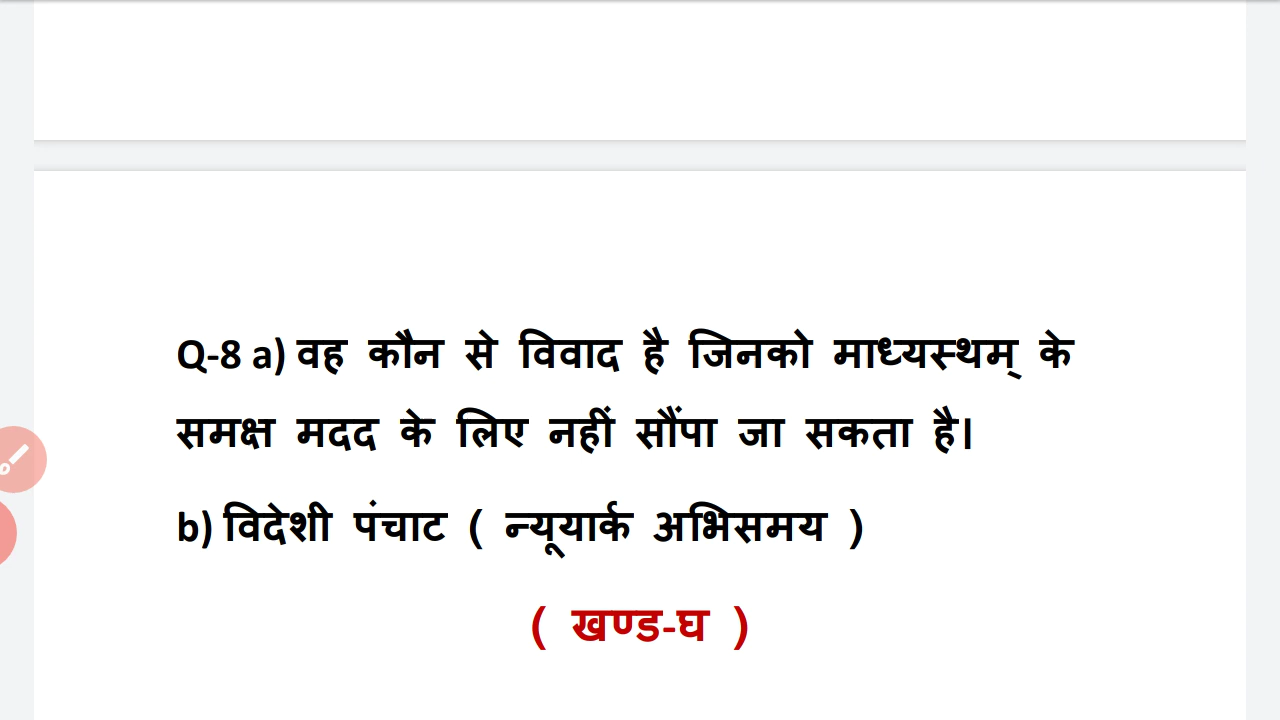 Q-8 a) वह कौन से विवाद है जिनको माध्यस्थम् के
समक्ष मदद के लिए नहीं सौंपा जा सकता है।
b) विदेशी पंचाट ( न्यूयार्क अभिसमय )
( खण्ड-घ )